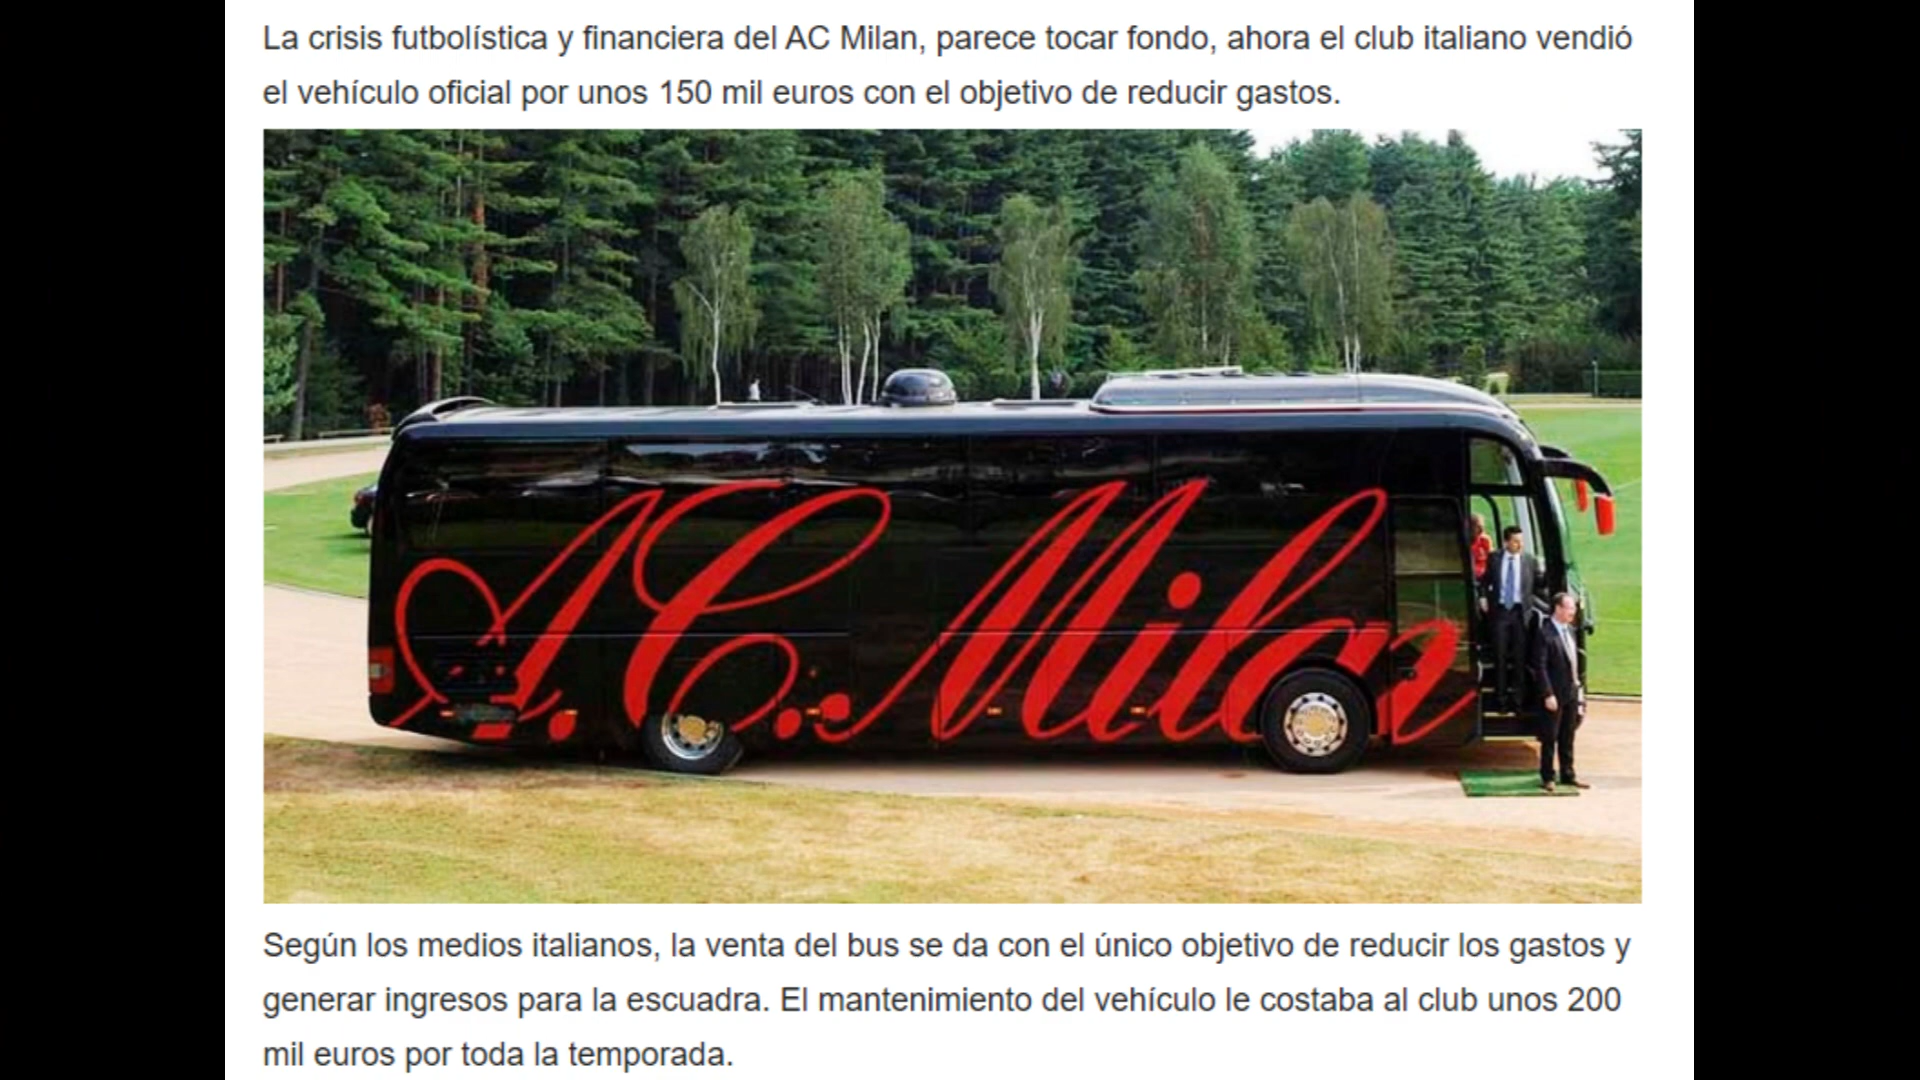 La crisis futbolística y financiera del AC Milan, parece tocar fondo, ahora el club italiano vendió
el vehículo oficial por unos 150 mil euros con el objetivo de reducir gastos.
A.C. Milan
Según los medios italianos, la venta del bus se da con el único objetivo de reducir los gastos y
generar ingresos para la escuadra. El mantenimiento del vehículo le costaba al club unos 200
mil euros por toda la temporada.